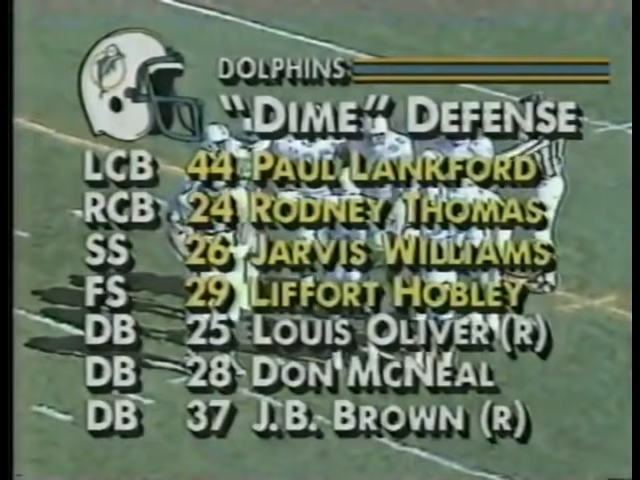 DOLPHINS
"DIME" DEFENSE
LCB 44 PAUL LANKFORD
RCB 24 RODNEY THOMAS
SS 26 JARVIS WILLIAMS
FS 29 LIFFORT HOBLEY
DB 25 LOUIS OLIVER (R)
DB 28 DON MCNEAL
DB 37 J.B. BROWN (R)